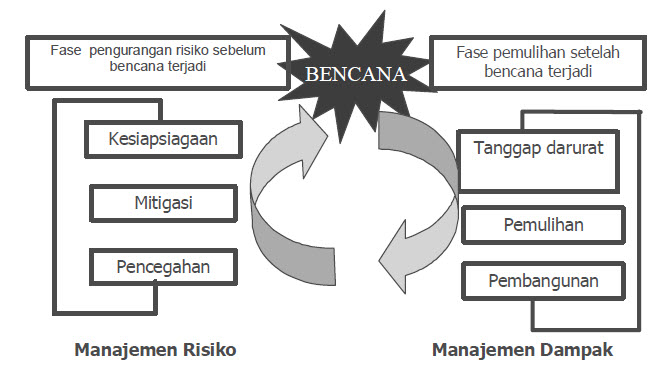 Fase pengurangan risiko sebelum
bencana terjadi
BENCANA
Fase pemulihan setelah
bencana terjadi
Kesiapsiagaan
Mitigasi
Pencegahan
Tanggap darurat
Pemulihan
Pembangunan
Manajemen Risiko
Manajemen Dampak